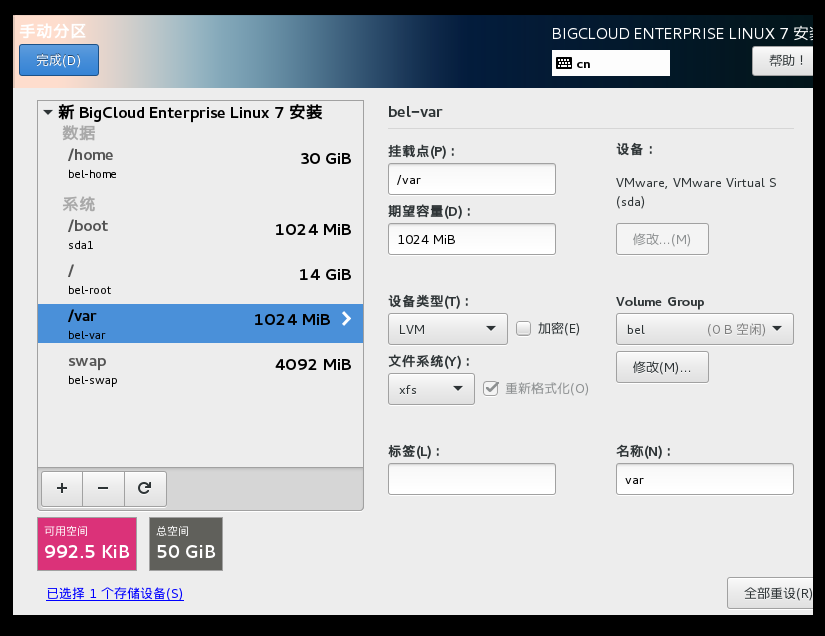 手动分区
BIGCLOUD ENTERPRISE LINUX 7 安装
完成(D)
cn
帮助！
新 BigCloud Enterprise Linux 7 安装
数据
/home
30 GiB
bel-home
系统
/boot
1024 MiB
sda1
/
14 GiB
bel-root
/var
1024 MiB
bel-var
swap
4092 MiB
bel-swap
+ −
可用空间
992.5 KiB
总空间
50 GiB
已选择 1 个存储设备(S)
bel-var
挂载点(P)：
/var
期望容量(D)：
1024 MiB
设备：
VMware, VMware Virtual S
(sda)
修改...(M)
设备类型(T)：
LVM
加密(E)
文件系统(Y)：
xfs
重新格式化(O)
Volume Group
bel (0 B 空闲)
修改(M)...
标签(L)：
名称(N)：
var
全部重设(R)